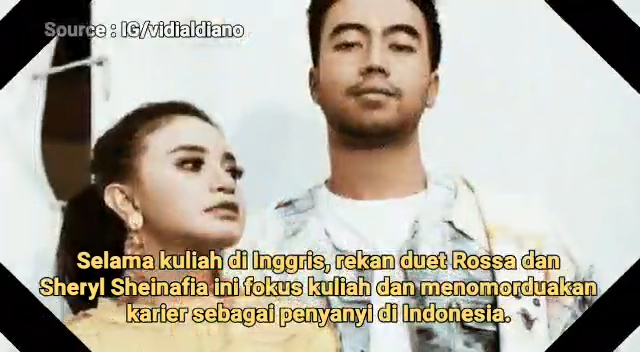 Source : IG/vidialdiano
Selama kuliah di Inggris, rekan duet Rossa dan
Sheryl Sheinafia ini fokus kuliah dan menomorduakan
karier sebagai penyanyi di Indonesia.